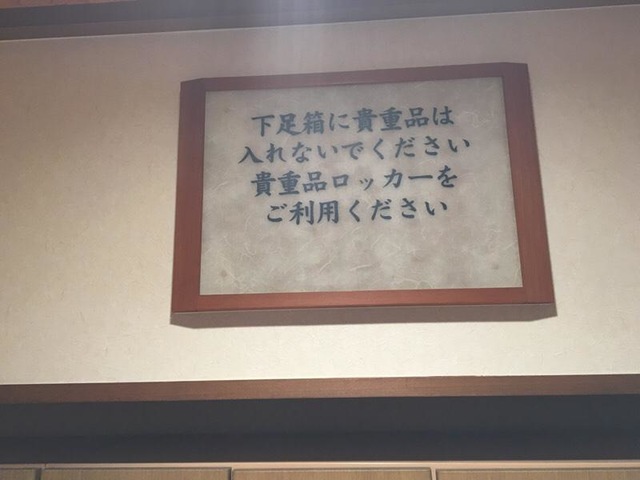 下足箱に貴重品は
入れないでください
貴重品ロッカーを
ご利用ください